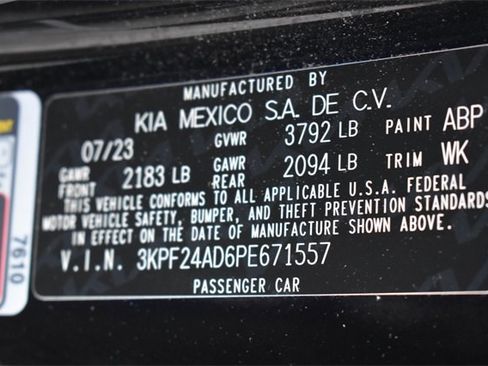 MANUFACTURED BY
KIA MEXICO S.A. DE C.V.
07/23 GVWR 3792 LB PAINT ABP
GAWR FRONT 2183 LB GAWR REAR 2094 LB TRIM WK
THIS VEHICLE CONFORMS TO ALL APPLICABLE U.S.A. FEDERAL
MOTOR VEHICLE SAFETY, BUMPER, AND THEFT PREVENTION STANDARDS
IN EFFECT ON THE DATE OF MANUFACTURE SHOWN ABOVE.
V.I.N. 3KPF24AD6PE671557
PASSENGER CAR
7610